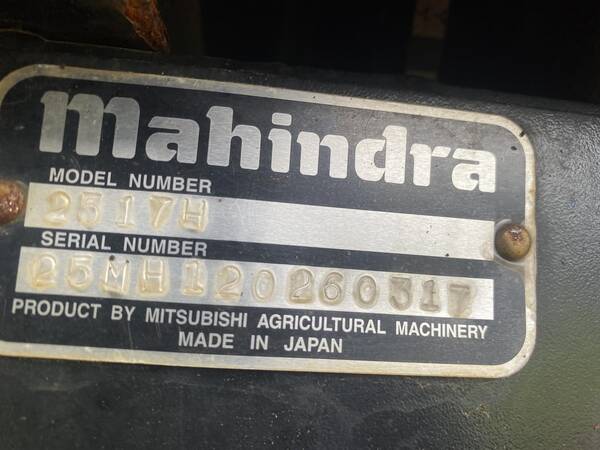 mahindra
MODEL NUMBER
2517H
SERIAL NUMBER
25MH120260317
PRODUCT BY MITSUBISHI AGRICULTURAL MACHINERY
MADE IN JAPAN